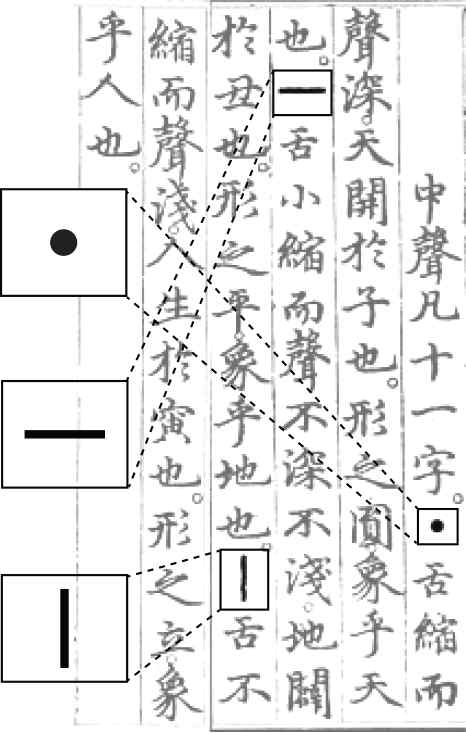 中聲凡十一字。ㆍ舌縮而
聲深。天開於子也。形之圓。象乎天
也。ㅡ舌小縮而聲不深不淺。地闢
於丑也。形之平。象乎地也。ㅣ舌不
縮而聲淺。人生於寅也。形之立。象
乎人也。
ㆍ
ㅡ
ㅣ